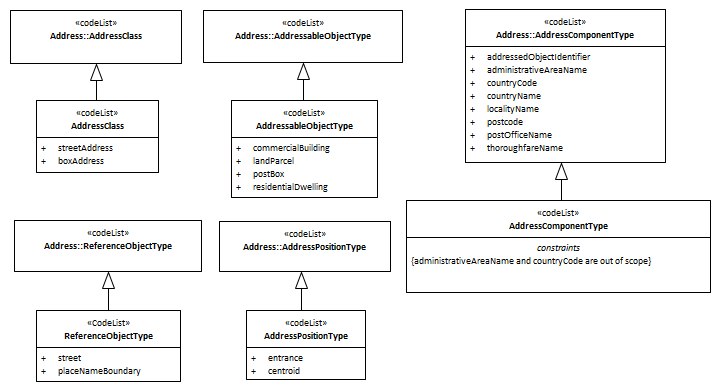 «codeList»
Address::AddressClass
«codeList»
AddressClass
+ streetAddress
+ boxAddress
«codeList»
Address::AddressableObjectType
«codeList»
AddressableObjectType
+ commercialBuilding
+ landParcel
+ postBox
+ residentialDwelling
«codeList»
Address::AddressComponentType
+ addressedObjectIdentifier
+ administrativeAreaName
+ countryCode
+ countryName
+ localityName
+ postcode
+ postOfficeName
+ thoroughfareName
«codeList»
AddressComponentType
constraints
{administrativeAreaName and countryCode are out of scope}
«codeList»
Address::ReferenceObjectType
«CodeList»
ReferenceObjectType
+ street
+ placeNameBoundary
«codeList»
Address::AddressPositionType
«codeList»
AddressPositionType
+ entrance
+ centroid